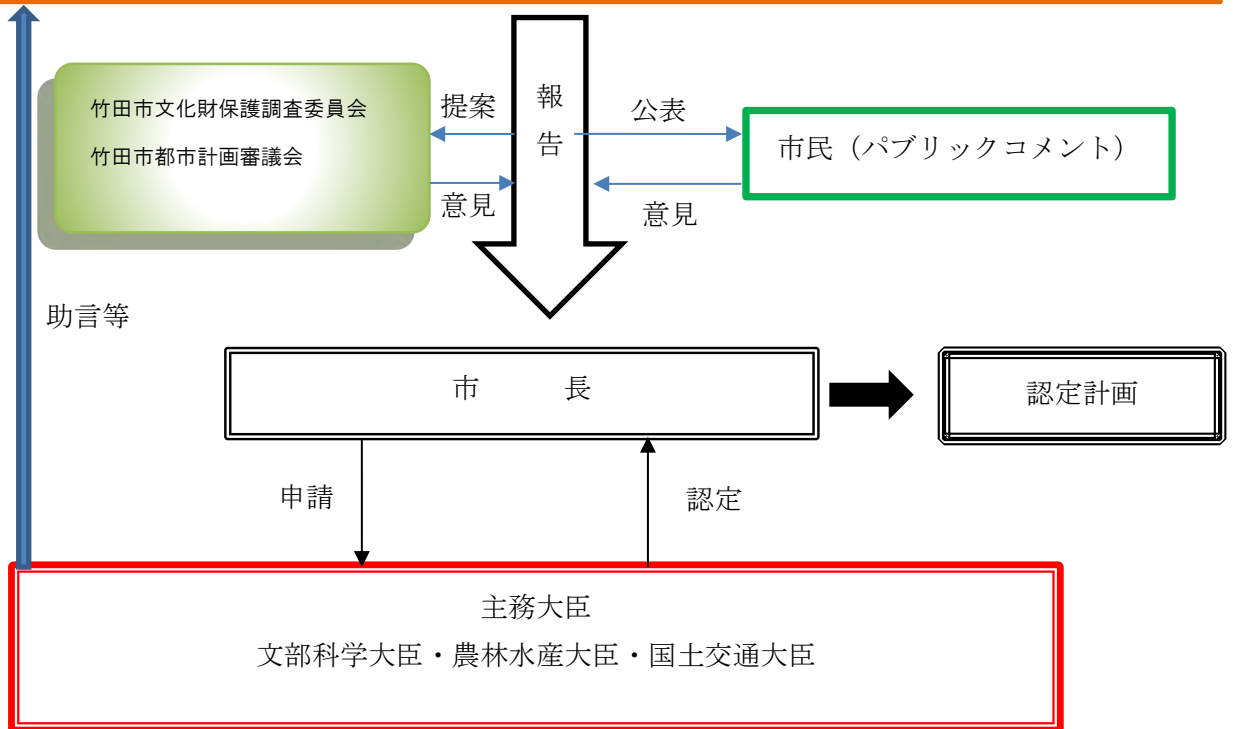 竹田市文化財保護調査委員会
竹田市都市計画審議会
提案
意見
報
告
公表
意見
市民（パブリックコメント）
助言等
市　　　長
認定計画
申請
認定
主務大臣
文部科学大臣・農林水産大臣・国土交通大臣